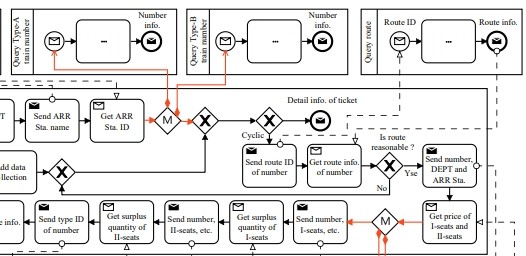 Query Type-A
train number
Number
info.
...
Query Type-B
train number
Number
info.
...
Query route
Route ID
...
Route info.
T
Send ARR
Sta. name
Get ARR
Sta. ID
M
X
X
Detail info. of ticket
Cyclic
Send route ID
of number
Get route info.
of number
Is route
reasonable ?
X
Yse
No
Send number,
DEPT and
ARR Sta.
dd data
llection
X
e info.
Send type ID
of number
Get surplus
quantity of
II-seats
Send number,
II-seats, etc.
Get surplus
quantity of
I-seats
Send number,
I-seats, etc.
M
Get price of
I-seats and
II-seats